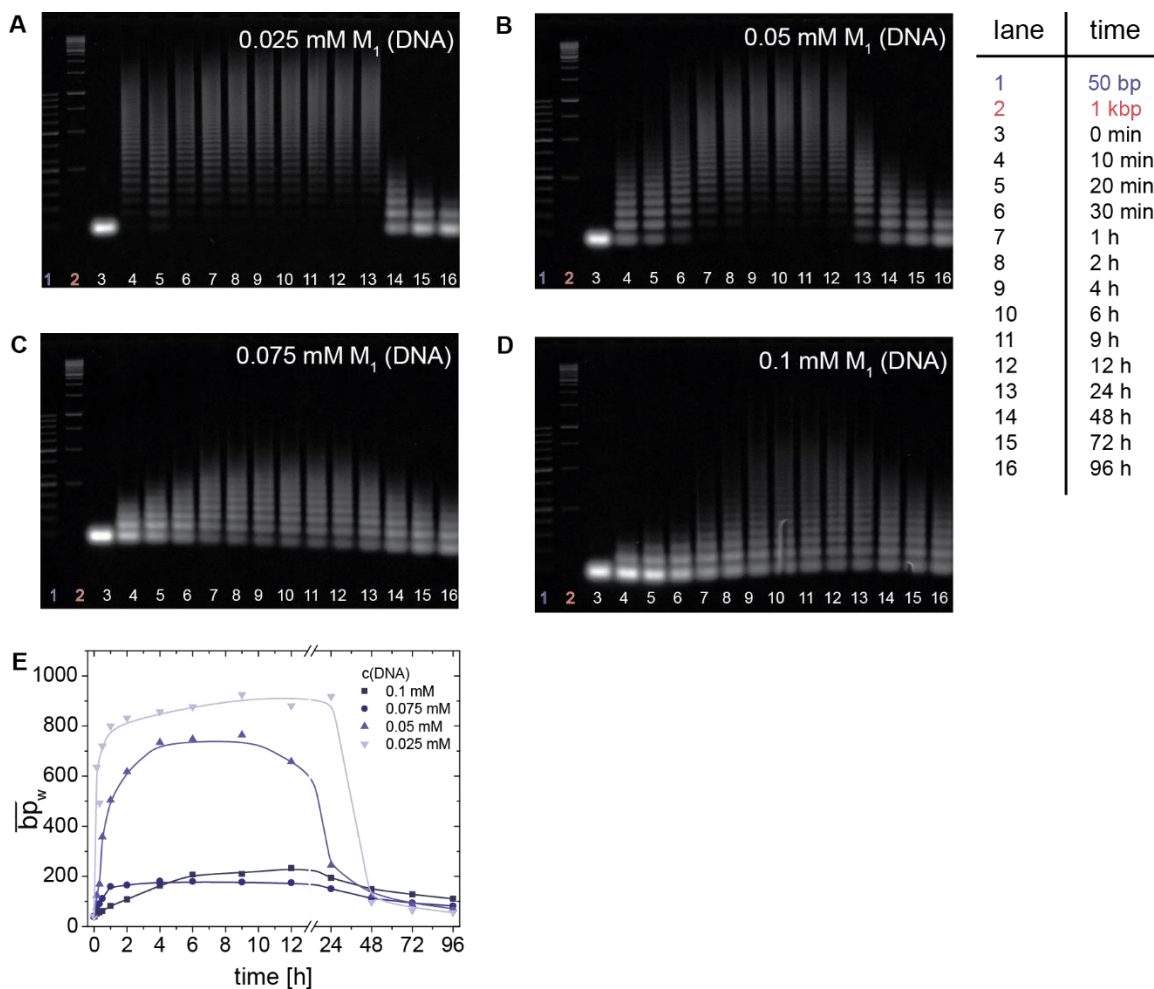 A
0.025 mM M₁ (DNA)
1 2 3 4 5 6 7 8 9 10 11 12 13 14 15 16
B
0.05 mM M₁ (DNA)
1 2 3 4 5 6 7 8 9 10 11 12 13 14 15 16
lane time
1 50 bp
2 1 kbp
3 0 min
4 10 min
5 20 min
6 30 min
7 1 h
8 2 h
9 4 h
10 6 h
11 9 h
12 12 h
13 24 h
14 48 h
15 72 h
16 96 h
C
0.075 mM M₁ (DNA)
1 2 3 4 5 6 7 8 9 10 11 12 13 14 15 16
D
0.1 mM M₁ (DNA)
1 2 3 4 5 6 7 8 9 10 11 12 13 14 15 16
E
c(DNA)
0.1 mM
0.075 mM
0.05 mM
0.025 mM
1000
800
600
400
200
0
b̅p̅w
0 2 4 6 8 10 12 24 48 72 96
time [h]